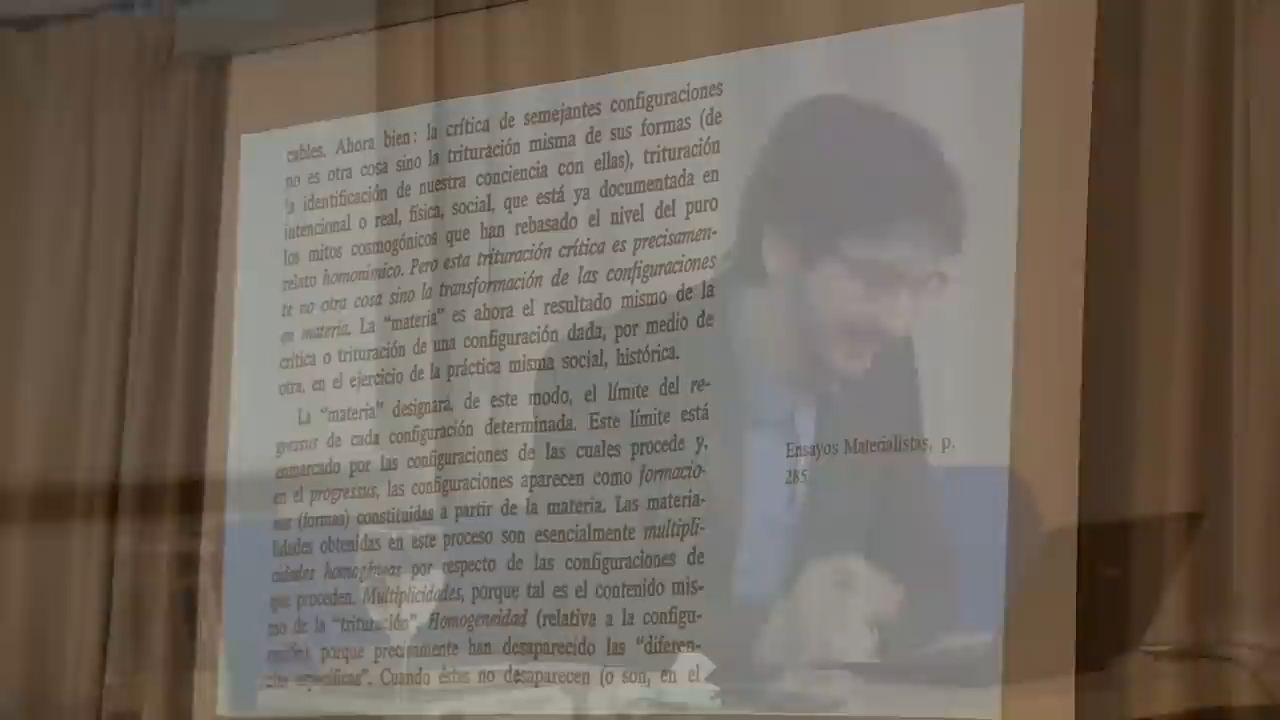 cables. Ahora bien: la crítica de semejantes configuraciones
no es otra cosa sino la trituración misma de sus formas (de
la identificación de nuestra conciencia con ellas), trituración
intencional o real, física, social, que está ya documentada en
los mitos cosmogónicos que han rebasado el nivel del puro
relato homonímico. Pero esta trituración crítica es precisamen-
te no otra cosa sino la transformación de las configuraciones
en materia. La "materia" es ahora el resultado mismo de la
crítica o trituración de una configuración dada, por medio de
otra, en el ejercicio de la práctica misma social, histórica.
La "materia" designará, de este modo, el límite del re-
gressus de cada configuración determinada. Este límite está
enmarcado por las configuraciones de las cuales procede y,
en el progressus, las configuraciones aparecen como formacio-
nes (formas) constituidas a partir de la materia. Las materia-
lidades obtenidas en este proceso son esencialmente multipli-
cidades homogéneas por respecto de las configuraciones de
que proceden. Multiplicidades, porque tal es el contenido mis-
mo de la "trituración". Homogeneidad (relativa a la configu-
ración), porque precisamente han desaparecido las "diferen-
cias específicas". Cuando éstas no desaparecen (o son, en el
Ensayos Materialistas, p.
285